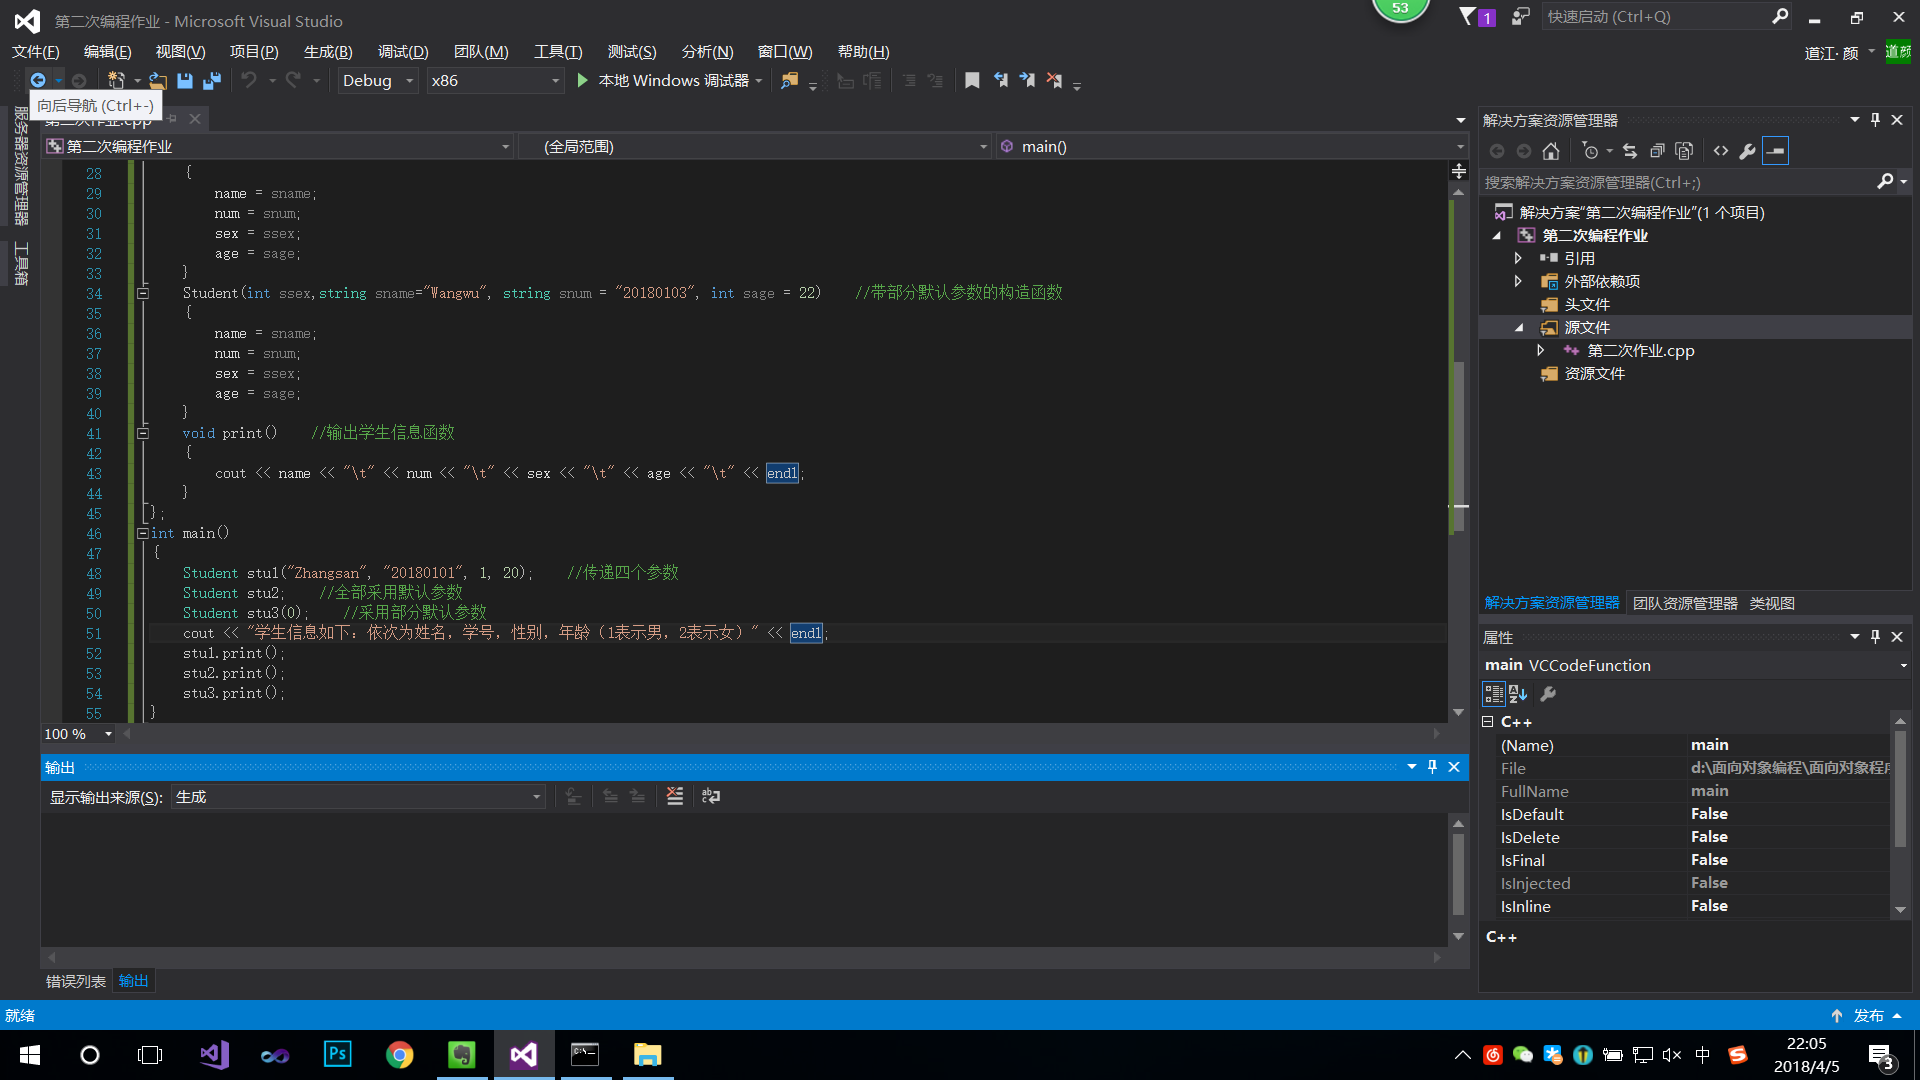 第二次编程作业 - Microsoft Visual Studio
53
1
快速启动 (Ctrl+Q)
文件(F) 编辑(E) 视图(V) 项目(P) 生成(B) 调试(D) 团队(M) 工具(T) 测试(S) 分析(N) 窗口(W) 帮助(H)
道江· 颜
道颜
Debug x86 本地 Windows 调试器
向后导航 (Ctrl+-)
服务器资源管理器
工具箱
第二次作业.cpp
第二次编程作业 (全局范围) main()
28 {
29 name = sname;
30 num = snum;
31 sex = ssex;
32 age = sage;
33 }
34 Student(int ssex,string sname="Wangwu", string snum = "20180103", int sage = 22) //带部分默认参数的构造函数
35 {
36 name = sname;
37 num = snum;
38 sex = ssex;
39 age = sage;
40 }
41 void print() //输出学生信息函数
42 {
43 cout << name << "\t" << num << "\t" << sex << "\t" << age << "\t" << endl;
44 }
45 };
46 int main()
47 {
48 Student stu1("Zhangsan", "20180101", 1, 20); //传递四个参数
49 Student stu2; //全部采用默认参数
50 Student stu3(0); //采用部分默认参数
51 cout << "学生信息如下：依次为姓名，学号，性别，年龄（1表示男，2表示女）" << endl;
52 stu1.print();
53 stu2.print();
54 stu3.print();
55 }
100 %
输出
显示输出来源(S): 生成
错误列表 输出
解决方案资源管理器
搜索解决方案资源管理器(Ctrl+;)
解决方案"第二次编程作业"(1 个项目)
第二次编程作业
引用
外部依赖项
头文件
源文件
第二次作业.cpp
资源文件
解决方案资源管理器 团队资源管理器 类视图
属性
main VCCodeFunction
C++
(Name) main
File d:\面向对象编程\面向对象程序
FullName main
IsDefault False
IsDelete False
IsFinal False
IsInjected False
IsInline False
C++
就绪
发布
Ps
中
22:05
2018/4/5
3